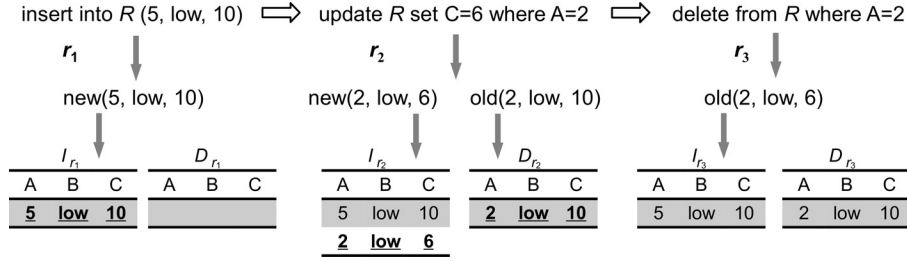 insert into R (5, low, 10) update R set C=6 where A=2 delete from R where A=2
r1 r2 r3
new(5, low, 10) new(2, low, 6) old(2, low, 10) old(2, low, 6)
Ir1 Dr1 Ir2 Dr2 Ir3 Dr3
A B C A B C A B C A B C A B C A B C
5 low 10 5 low 10 2 low 10 5 low 10 2 low 10
2 low 6